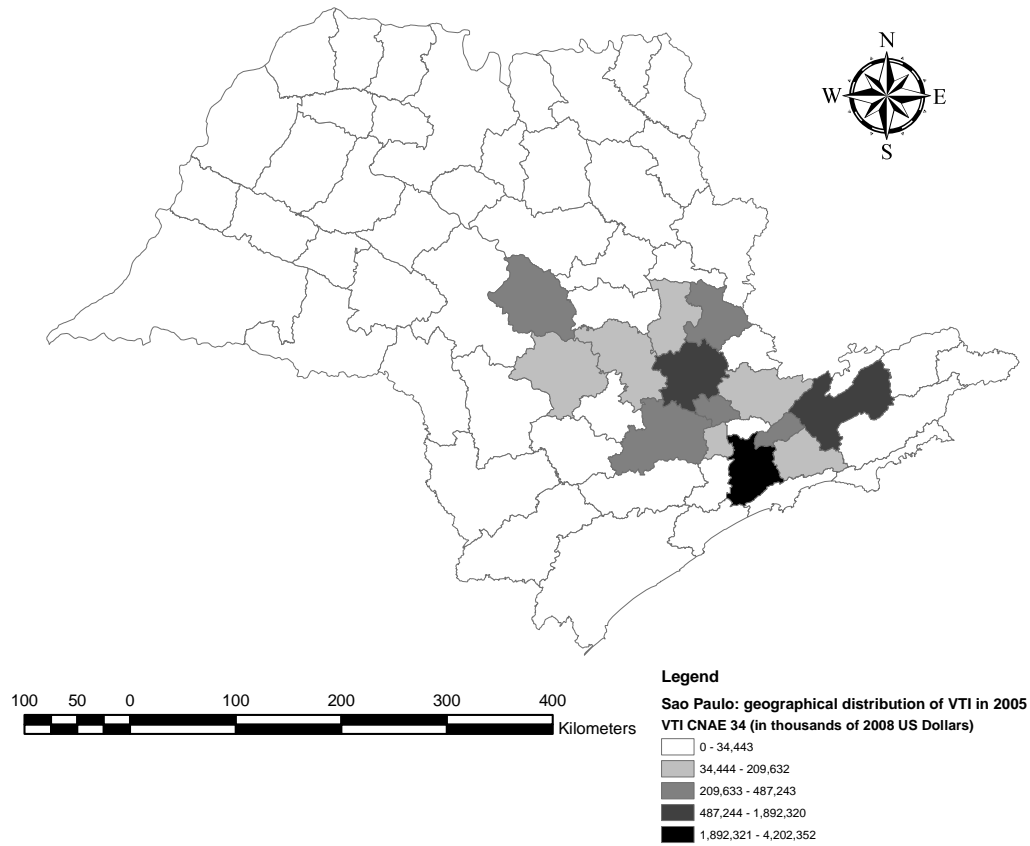 N
W E
S
100 50 0 100 200 300 400
Kilometers
Legend
Sao Paulo: geographical distribution of VTI in 2005
VTI CNAE 34 (in thousands of 2008 US Dollars)
0 - 34,443
34,444 - 209,632
209,633 - 487,243
487,244 - 1,892,320
1,892,321 - 4,202,352